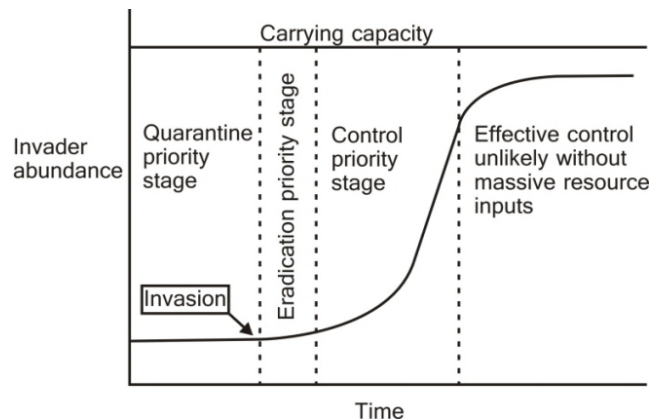 Carrying capacity
Invader
abundance
Quarantine
priority
stage
Eradication priority stage
Control
priority
stage
Effective control
unlikely without
massive resource
inputs
Invasion
Time